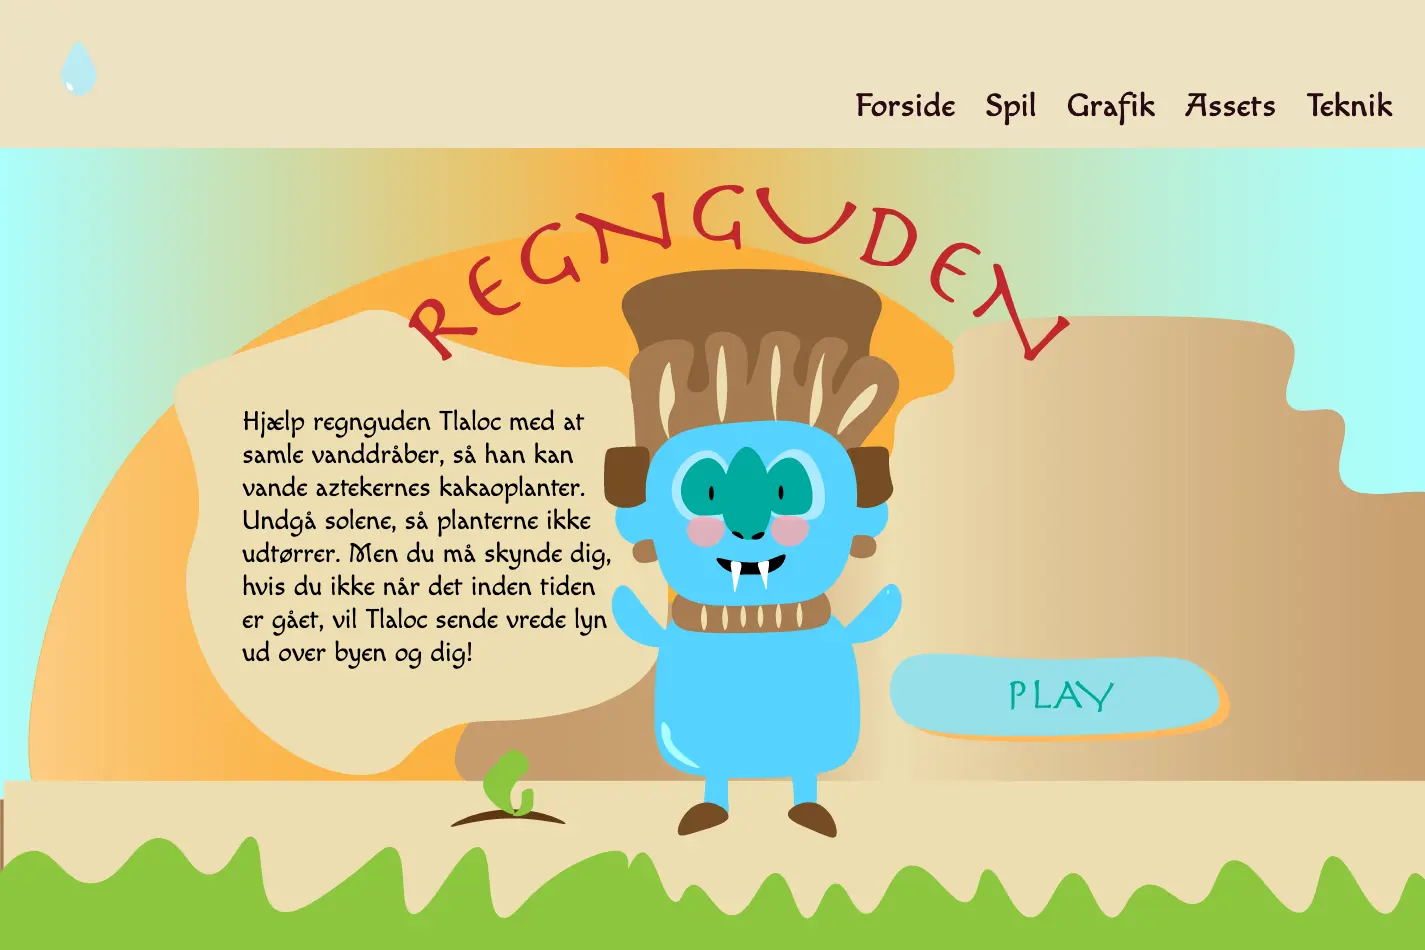 Forside Spil Grafik Assets Teknik
REGNGUDEN
Hjælp regnguden Tlaloc med at
samle vanddråber, så han kan
vande aztekernes kakaoplanter.
Undgå solene, så planterne ikke
udtørrer. Men du må skynde dig,
hvis du ikke når det inden tiden
er gået, vil Tlaloc sende vrede lyn
ud over byen og dig!
PLAY